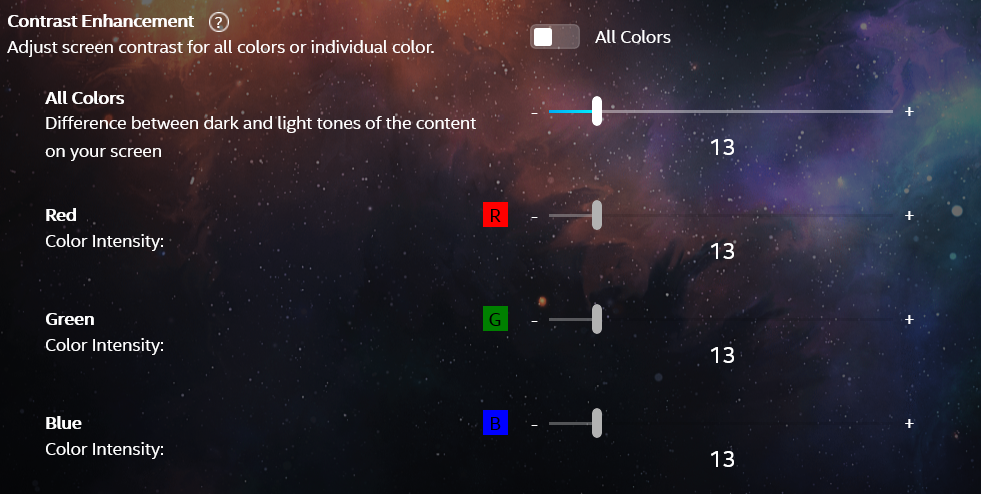 Contrast Enhancement ?
Adjust screen contrast for all colors or individual color.
All Colors
All Colors
Difference between dark and light tones of the content
on your screen
- +
13
Red
Color Intensity:
R - +
13
Green
Color Intensity:
G - +
13
Blue
Color Intensity:
B - +
13